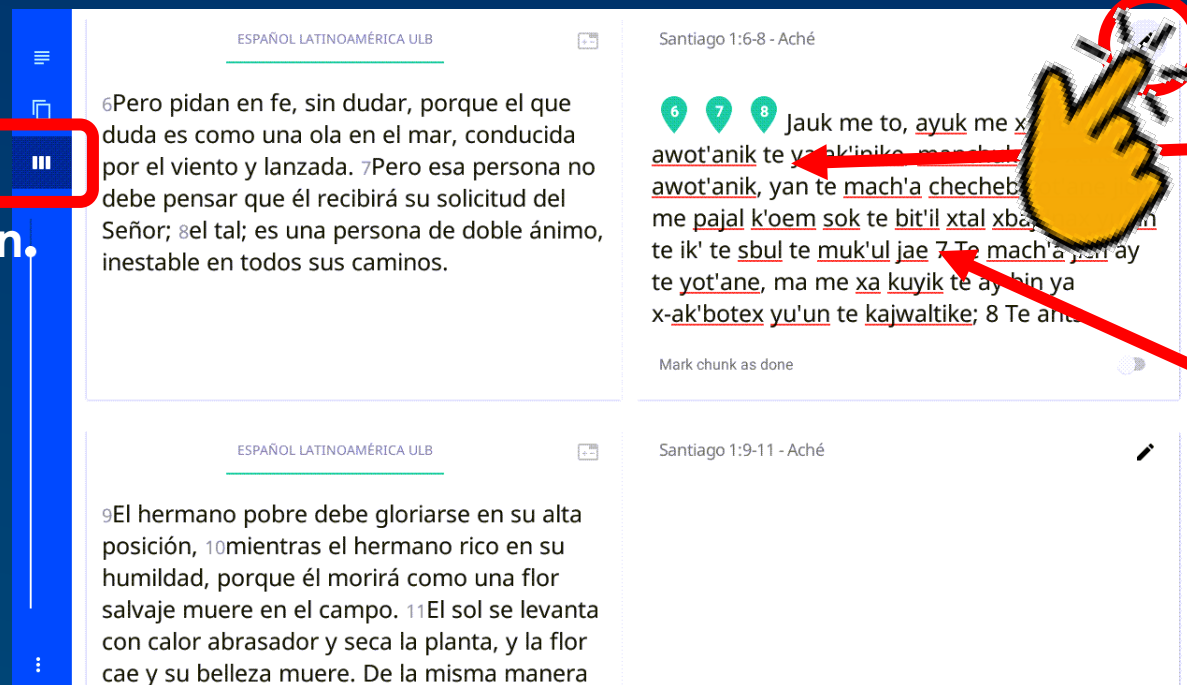 ESPAÑOL LATINOAMÉRICA ULB
6Pero pidan en fe, sin dudar, porque el que
duda es como una ola en el mar, conducida
por el viento y lanzada. 7Pero esa persona no
debe pensar que él recibirá su solicitud del
Señor; 8el tal; es una persona de doble ánimo,
inestable en todos sus caminos.
n.
Santiago 1:6-8 - Aché
6 7 8 Jauk me to, ayuk me
awot'anik te
awot'anik, yan te mach'a
me pajal k'oem sok te bit'il xtal
te ik' te sbul te muk'ul jae 7 Te mach'a ay
te yot'ane, ma me xa kuyik te ay bin ya
x-ak'botex yu'un te kajwaltike; 8 Te
Mark chunk as done
ESPAÑOL LATINOAMÉRICA ULB
9El hermano pobre debe gloriarse en su alta
posición, 10mientras el hermano rico en su
humildad, porque él morirá como una flor
salvaje muere en el campo. 11El sol se levanta
con calor abrasador y seca la planta, y la flor
cae y su belleza muere. De la misma manera
Santiago 1:9-11 - Aché